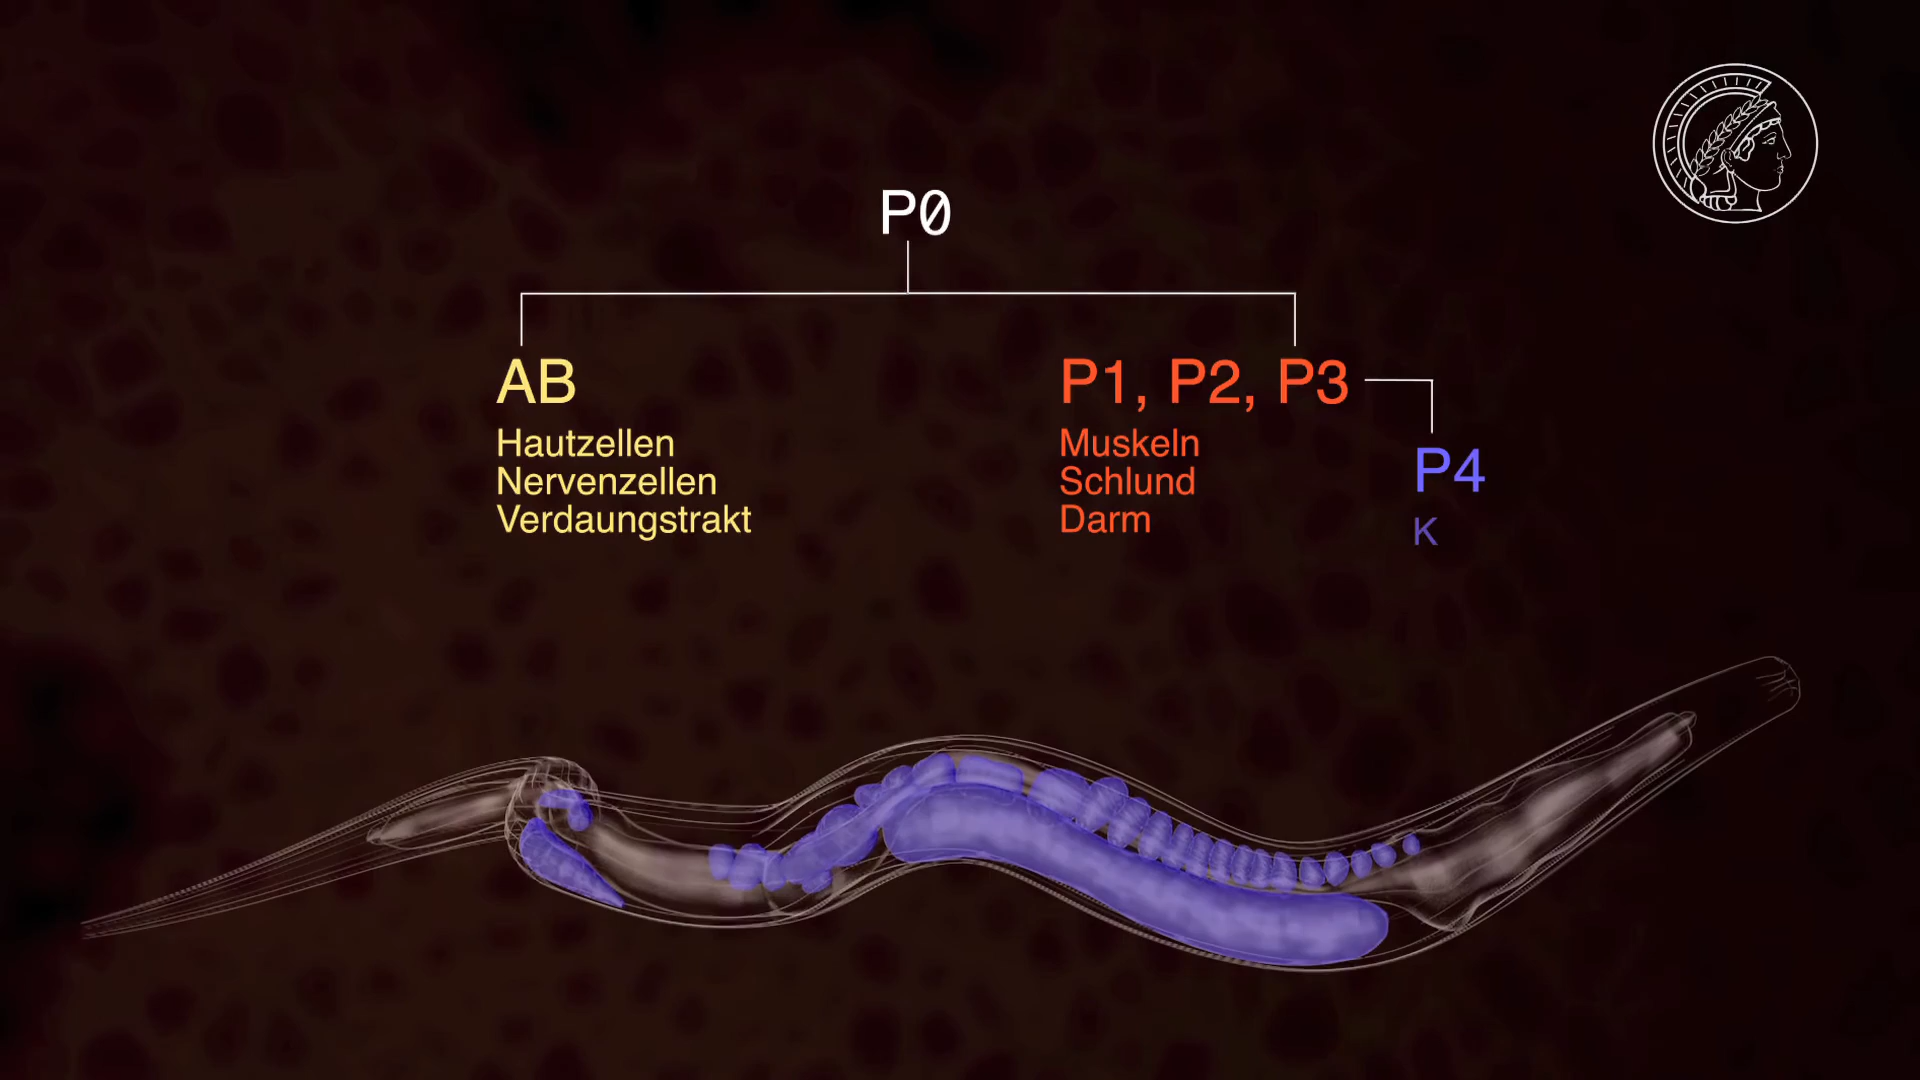 P0
AB
Hautzellen
Nervenzellen
Verdaungstrakt
P1, P2, P3
Muskeln
Schlund
Darm
P4
K